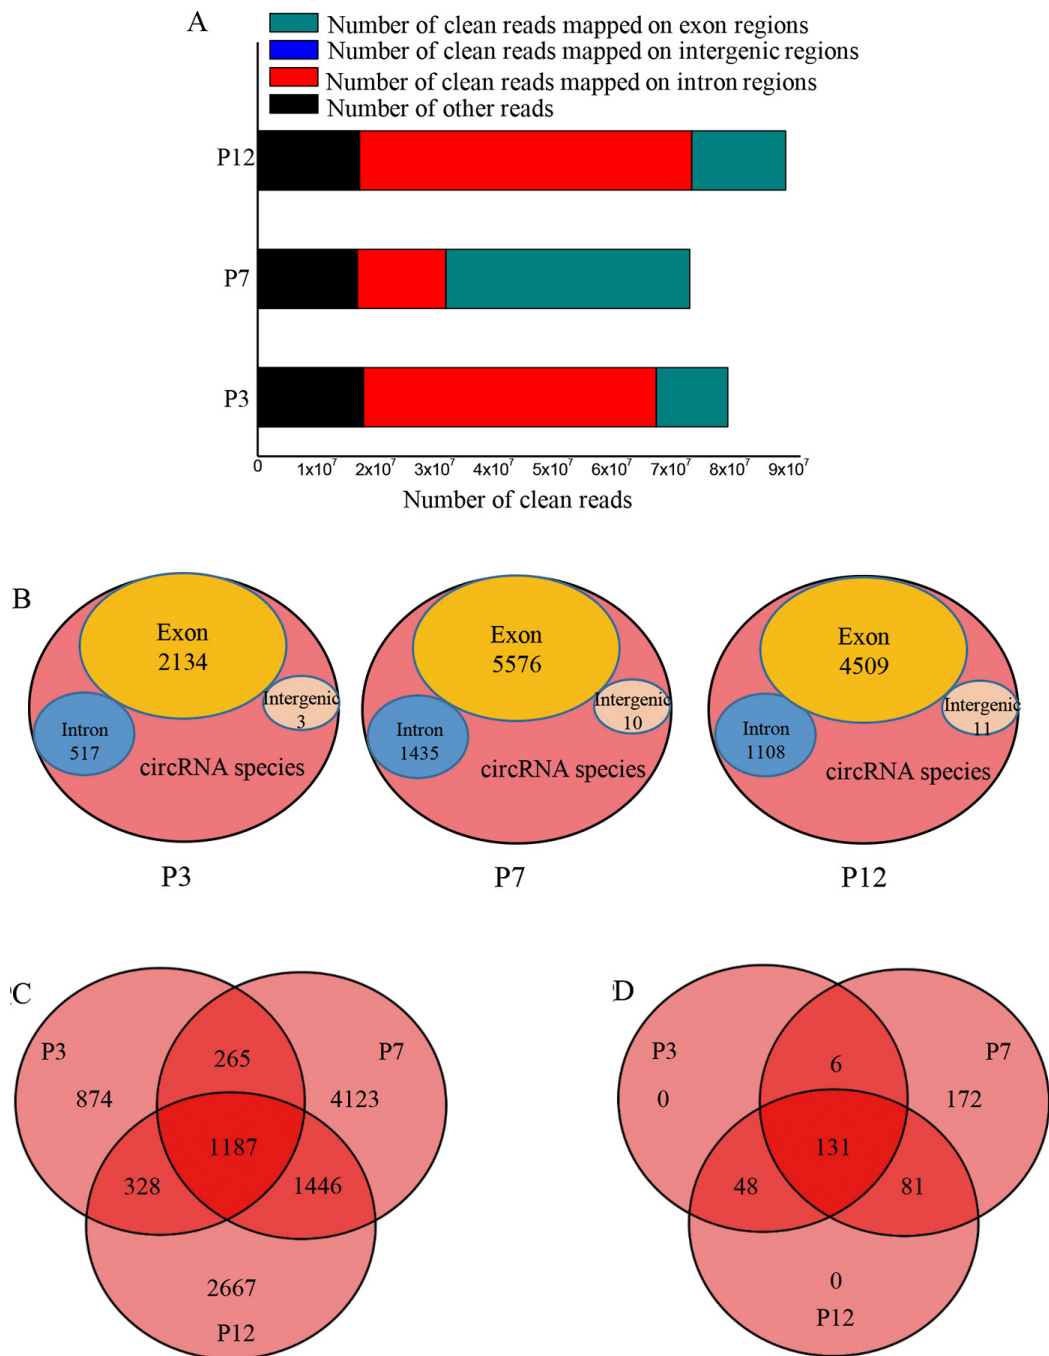 A
Number of clean reads mapped on exon regions
Number of clean reads mapped on intergenic regions
Number of clean reads mapped on intron regions
Number of other reads
P12
P7
P3
0 1x10⁷ 2x10⁷ 3x10⁷ 4x10⁷ 5x10⁷ 6x10⁷ 7x10⁷ 8x10⁷ 9x10⁷
Number of clean reads
B
Exon
2134
Intergenic
3
Intron
517
circRNA species
P3
Exon
5576
Intergenic
10
Intron
1435
circRNA species
P7
Exon
4509
Intergenic
11
Intron
1108
circRNA species
P12
C
P3
265
P7
874
4123
1187
328
1446
2667
P12
D
P3
6
P7
0
172
131
48
81
0
P12